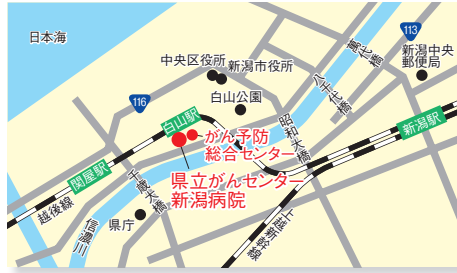 日本海
113
中央区役所
新潟市役所
萬代橋
新潟中央
郵便局
八千代橋
116
白山公園
白山駅
昭和大橋
新潟駅
がん予防
総合センター
関屋駅
千歳大橋
県立がんセンター
新潟病院
越後線
県庁
信濃川
上越新幹線